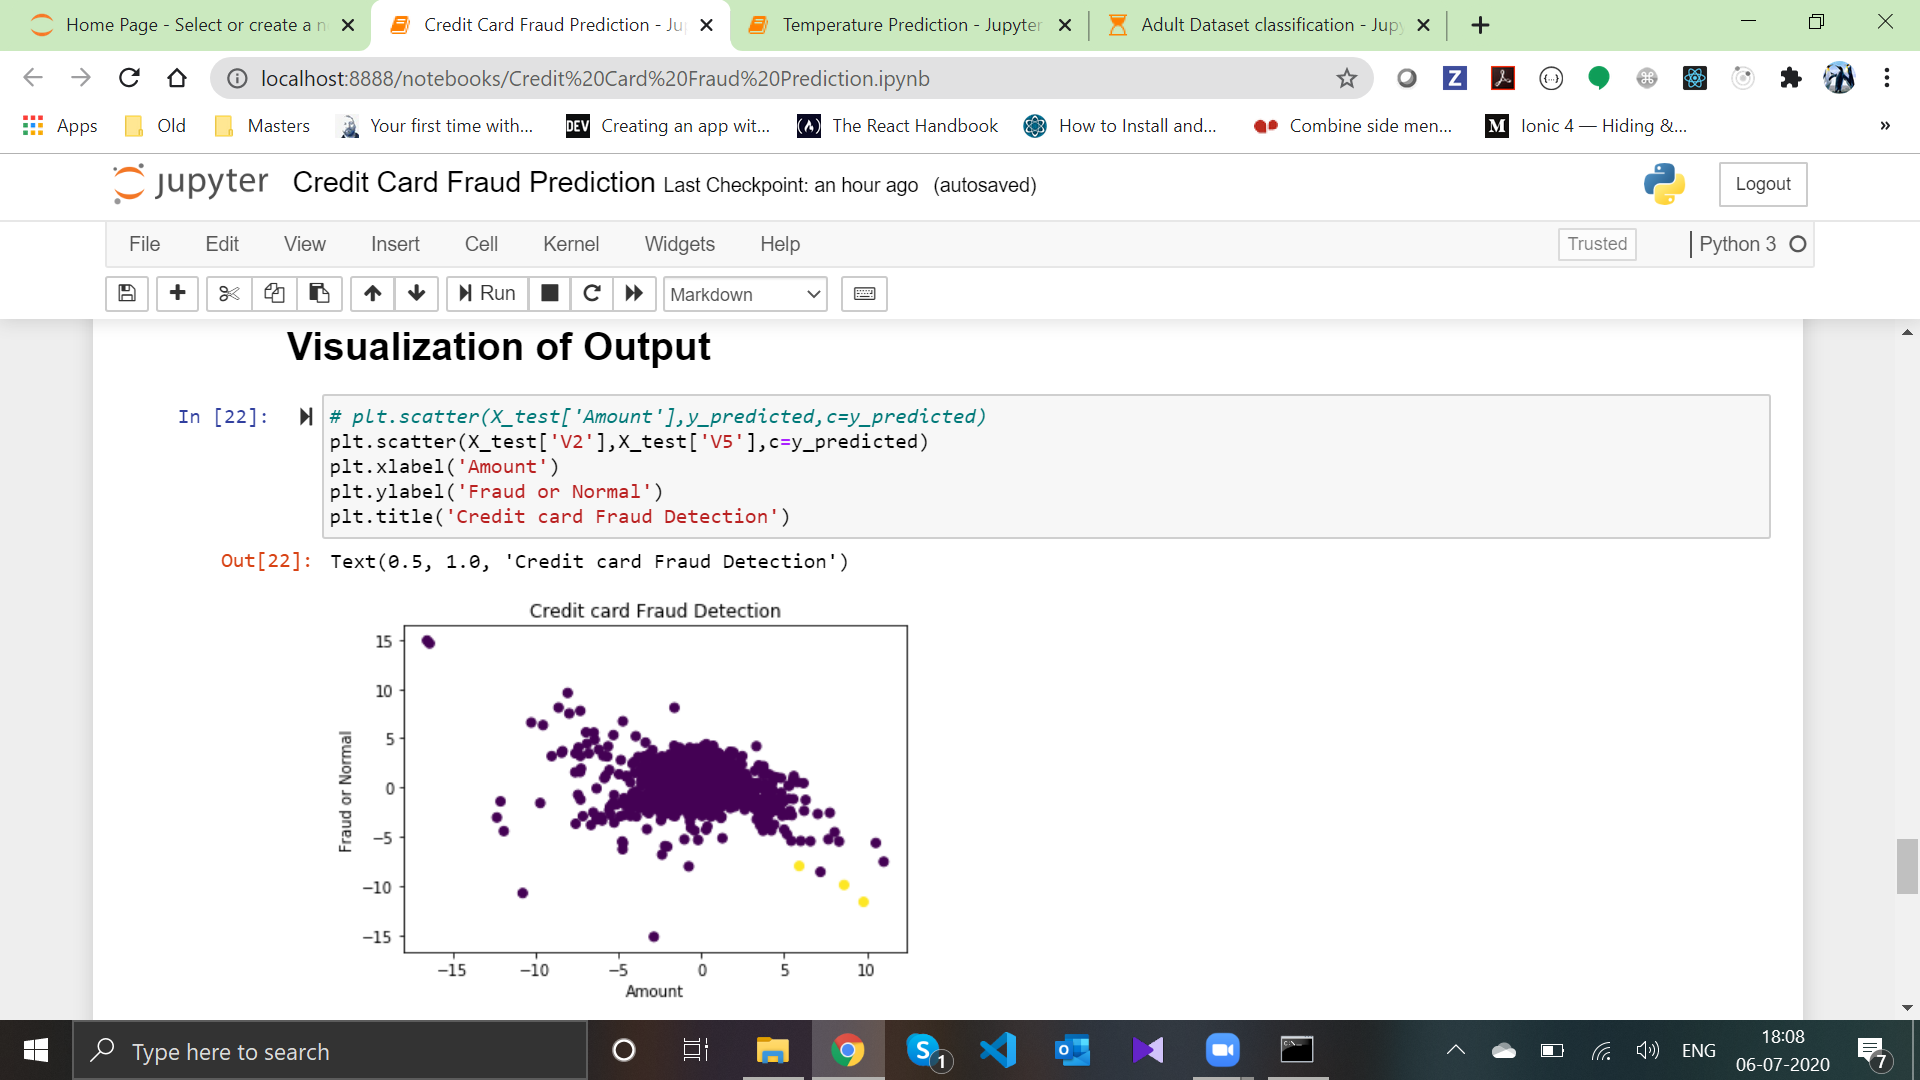 Home Page - Select or create a n
Credit Card Fraud Prediction - Ju
Temperature Prediction - Jupyter
Adult Dataset classification - Jupy
localhost:8888/notebooks/Credit%20Card%20Fraud%20Prediction.ipynb
Apps Old Masters Your first time with... DEV Creating an app wit... The React Handbook How to Install and... Combine side men... M Ionic 4 — Hiding &... »
jupyter Credit Card Fraud Prediction Last Checkpoint: an hour ago (autosaved) Logout
File Edit View Insert Cell Kernel Widgets Help Trusted Python 3
Run Markdown
Visualization of Output
In [22]: # plt.scatter(X_test['Amount'],y_predicted,c=y_predicted)
plt.scatter(X_test['V2'],X_test['V5'],c=y_predicted)
plt.xlabel('Amount')
plt.ylabel('Fraud or Normal')
plt.title('Credit card Fraud Detection')
Out[22]: Text(0.5, 1.0, 'Credit card Fraud Detection')
Credit card Fraud Detection
15
10
5
0
−5
−10
−15
Fraud or Normal
−15 −10 −5 0 5 10
Amount
Type here to search
1
ENG
18:08
06-07-2020
7